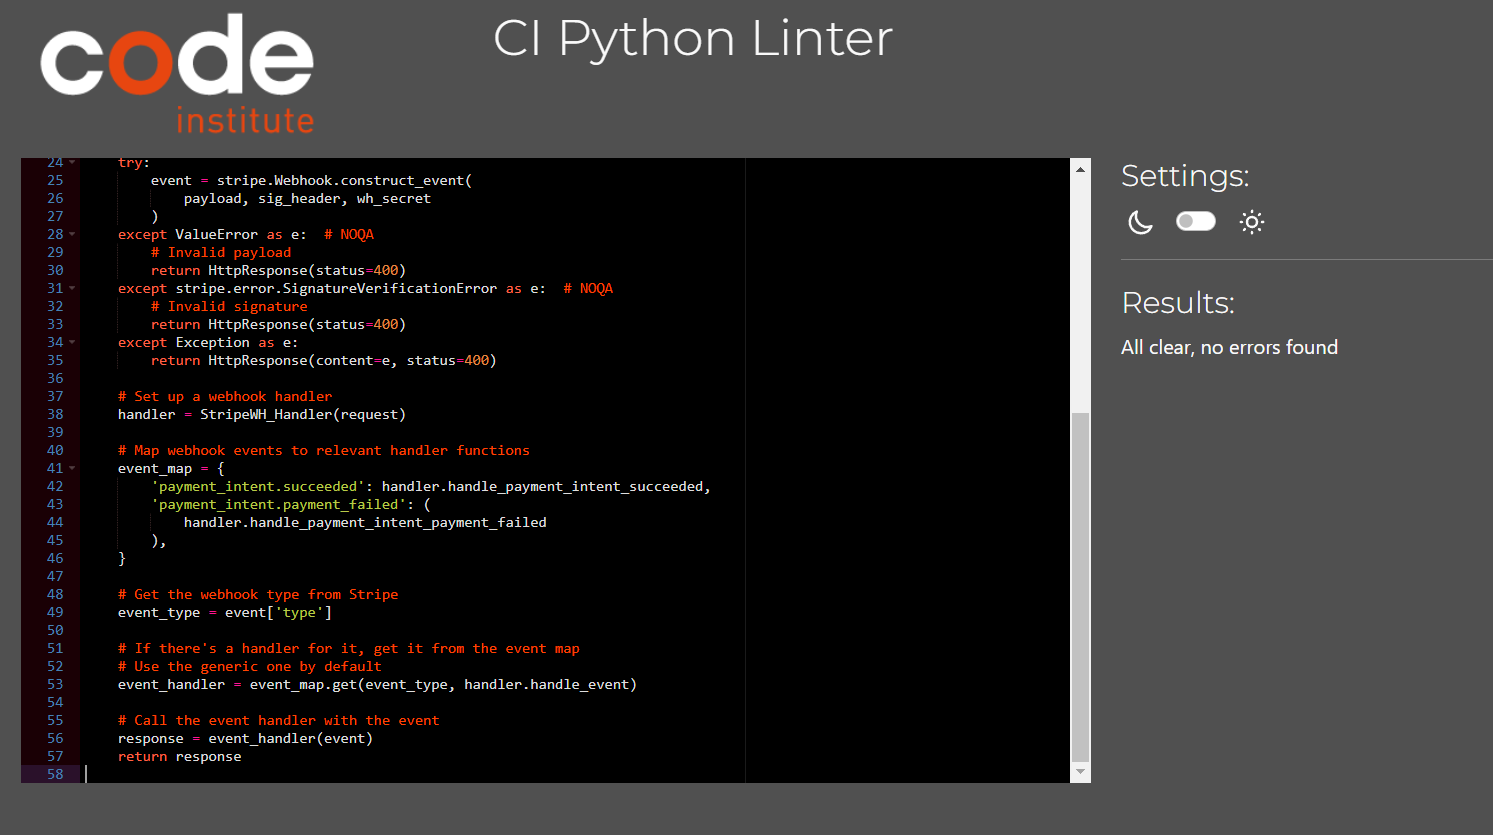 code
institute
CI Python Linter
24 try:
25 event = stripe.Webhook.construct_event(
26 payload, sig_header, wh_secret
27 )
28 except ValueError as e:  # NOQA
29 # Invalid payload
30 return HttpResponse(status=400)
31 except stripe.error.SignatureVerificationError as e:  # NOQA
32 # Invalid signature
33 return HttpResponse(status=400)
34 except Exception as e:
35 return HttpResponse(content=e, status=400)
36
37 # Set up a webhook handler
38 handler = StripeWH_Handler(request)
39
40 # Map webhook events to relevant handler functions
41 event_map = {
42 'payment_intent.succeeded': handler.handle_payment_intent_succeeded,
43 'payment_intent.payment_failed': (
44 handler.handle_payment_intent_payment_failed
45 ),
46 }
47
48 # Get the webhook type from Stripe
49 event_type = event['type']
50
51 # If there's a handler for it, get it from the event map
52 # Use the generic one by default
53 event_handler = event_map.get(event_type, handler.handle_event)
54
55 # Call the event handler with the event
56 response = event_handler(event)
57 return response
58
Settings:
Results:
All clear, no errors found